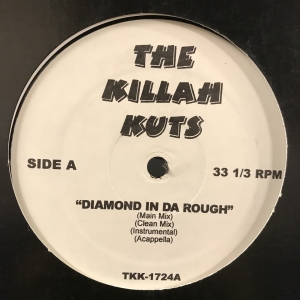 THE
KILLAH
KUTS
SIDE A
33 1/3 RPM
"DIAMOND IN DA ROUGH"
(Main Mix)
(Clean Mix)
(Instrumental)
(Acappella)
TKK-1724A